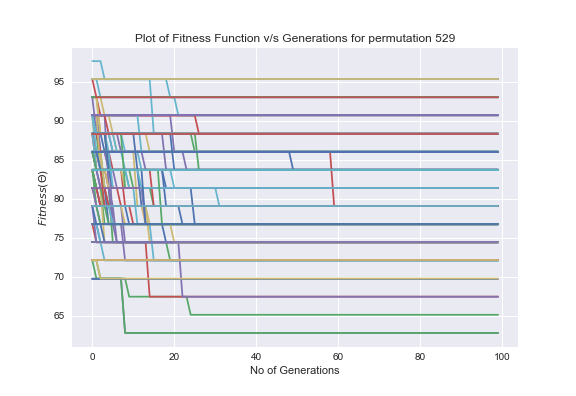 Plot of Fitness Function v/s Generations for permutation 529
Fitness(Θ)
95
90
85
80
75
70
65
0 20 40 60 80 100
No of Generations